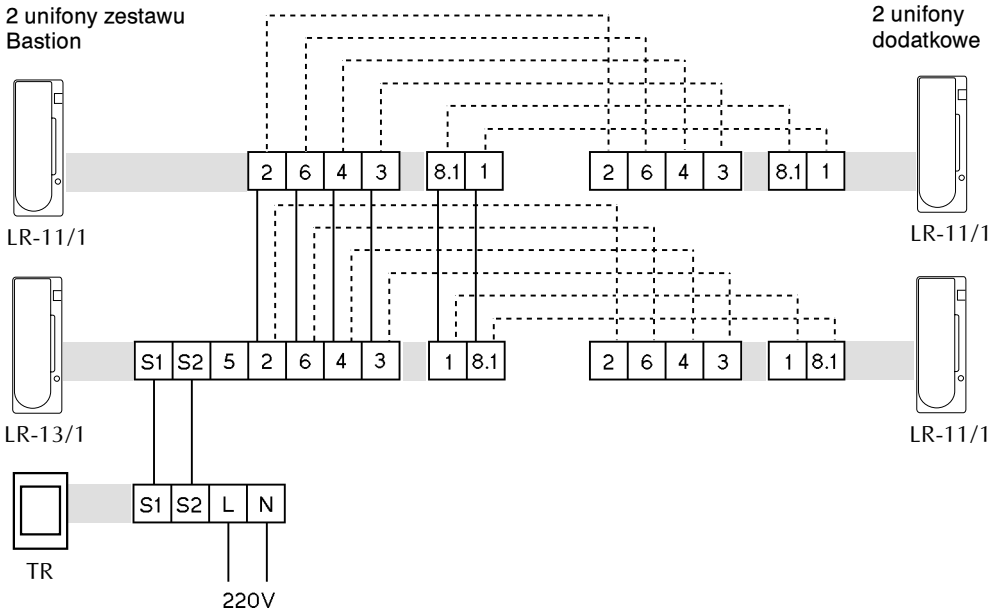 2 unifony zestawu
Bastion
2 unifony
dodatkowe
2 6 4 3 8.1 1 2 6 4 3 8.1 1
LR-11/1 LR-11/1
S1 S2 5 2 6 4 3 1 8.1 2 6 4 3 1 8.1
LR-13/1 LR-11/1
S1 S2 L N
TR
220V